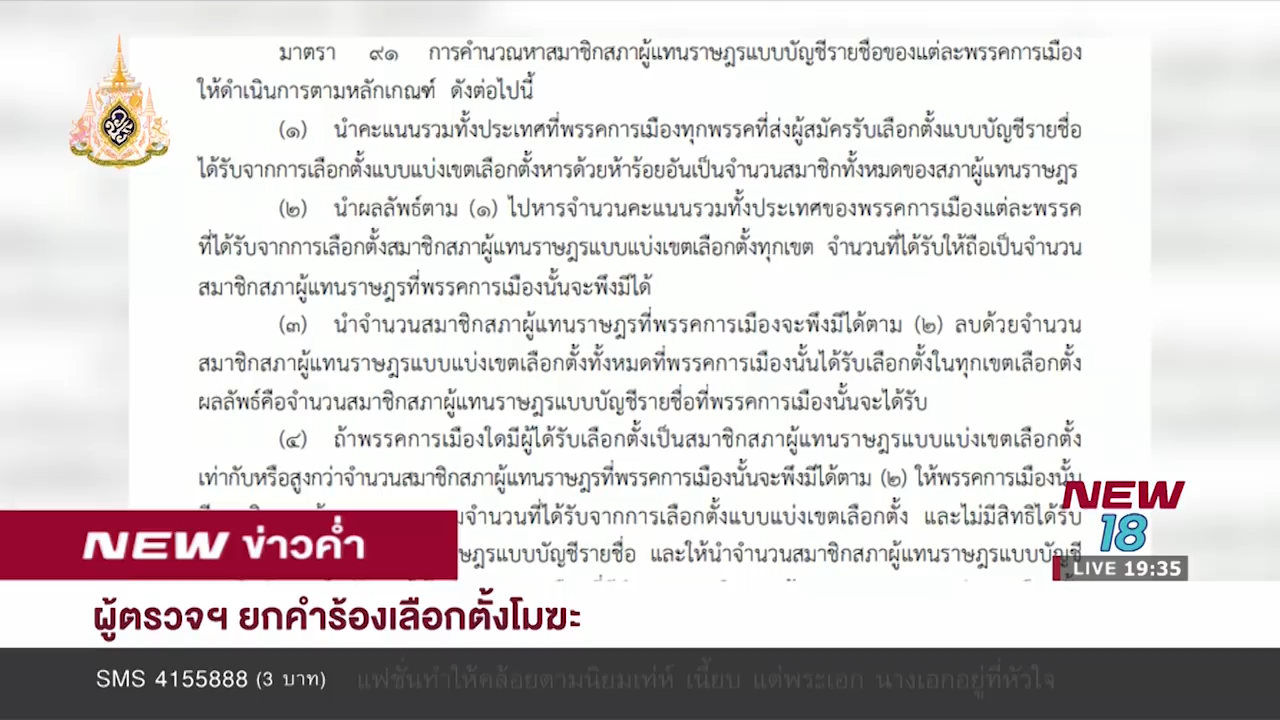 มาตรา ๙๑ การคำนวณหาสมาชิกสภาผู้แทนราษฎรแบบบัญชีรายชื่อของแต่ละพรรคการเมือง
ให้ดำเนินการตามหลักเกณฑ์ ดังต่อไปนี้
(๑) นำคะแนนรวมทั้งประเทศที่พรรคการเมืองทุกพรรคที่ส่งผู้สมัครรับเลือกตั้งแบบบัญชีรายชื่อ
ได้รับจากการเลือกตั้งแบบแบ่งเขตเลือกตั้งหารด้วยห้าร้อยอันเป็นจำนวนสมาชิกทั้งหมดของสภาผู้แทนราษฎร
(๒) นำผลลัพธ์ตาม (๑) ไปหารจำนวนคะแนนรวมทั้งประเทศของพรรคการเมืองแต่ละพรรค
ที่ได้รับจากการเลือกตั้งสมาชิกสภาผู้แทนราษฎรแบบแบ่งเขตเลือกตั้งทุกเขต จำนวนที่ได้รับให้ถือเป็นจำนวน
สมาชิกสภาผู้แทนราษฎรที่พรรคการเมืองนั้นจะพึงมีได้
(๓) นำจำนวนสมาชิกสภาผู้แทนราษฎรที่พรรคการเมืองจะพึงมีได้ตาม (๒) ลบด้วยจำนวน
สมาชิกสภาผู้แทนราษฎรแบบแบ่งเขตเลือกตั้งทั้งหมดที่พรรคการเมืองนั้นได้รับเลือกตั้งในทุกเขตเลือกตั้ง
ผลลัพธ์คือจำนวนสมาชิกสภาผู้แทนราษฎรแบบบัญชีรายชื่อที่พรรคการเมืองนั้นจะได้รับ
(๔) ถ้าพรรคการเมืองใดมีผู้ได้รับเลือกตั้งเป็นสมาชิกสภาผู้แทนราษฎรแบบแบ่งเขตเลือกตั้ง
เท่ากับหรือสูงกว่าจำนวนสมาชิกสภาผู้แทนราษฎรที่พรรคการเมืองนั้นจะพึงมีได้ตาม (๒) ให้พรรคการเมืองนั้น
จำนวนที่ได้รับจากการเลือกตั้งแบบแบ่งเขตเลือกตั้ง และไม่มีสิทธิได้รับ
แบบบัญชีรายชื่อ และให้นำจำนวนสมาชิกสภาผู้แทนราษฎรแบบบัญชี
NEW
18
LIVE 19:35
NEW ข่าวค่ำ
ผู้ตรวจฯ ยกคำร้องเลือกตั้งโมฆะ
SMS 4155888 (3 บาท) แฟชั่นทำให้คล้อยตามนิยมเท่ห์ เนี้ยบ แต่พระเอก นางเอกอยู่ที่หัวใจ